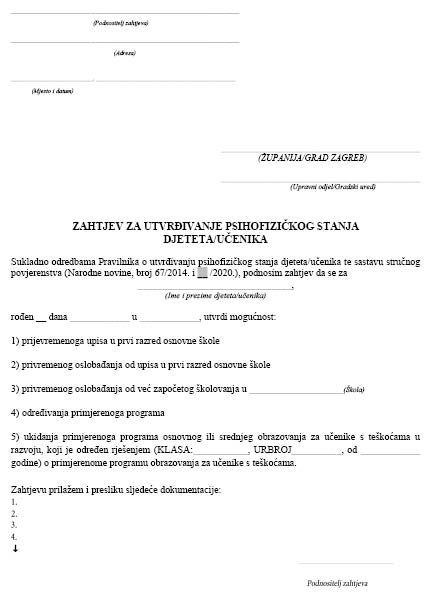 (Podnositelj zahtjeva)
(Adresa)
____________________, ____________________
(Mjesto i datum)
(ŽUPANIJA/GRAD ZAGREB)
(Upravni odjel/Gradski ured)
ZAHTJEV ZA UTVRĐIVANJE PSIHOFIZIČKOG STANJA
DJETETA/UČENIKA
Sukladno odredbama Pravilnika o utvrđivanju psihofizičkog stanja djeteta/učenika te sastavu stručnog
povjerenstva (Narodne novine, broj 67/2014. i __ /2020.), podnosim zahtjev da se za
______________________________,
(Ime i prezime djeteta/učenika)
rođen __ dana ____________ u ____________, utvrdi mogućnost:
1) prijevremenoga upisa u prvi razred osnovne škole
2) privremenog oslobađanja od upisa u prvi razred osnovne škole
3) privremenog oslobađanja od već započetog školovanja u ___________________(Škola)
4) određivanja primjerenoga programa
5) ukidanja primjerenoga programa osnovnog ili srednjeg obrazovanja za učenike s teškoćama u
razvoju, koji je određen rješenjem (KLASA:___________, URBROJ__________, od ____________
godine) o primjerenome programu obrazovanja za učenike s teškoćama.
Zahtjevu prilažem i presliku sljedeće dokumentacije:
1.
2.
3.
4.
Podnositelj zahtjeva